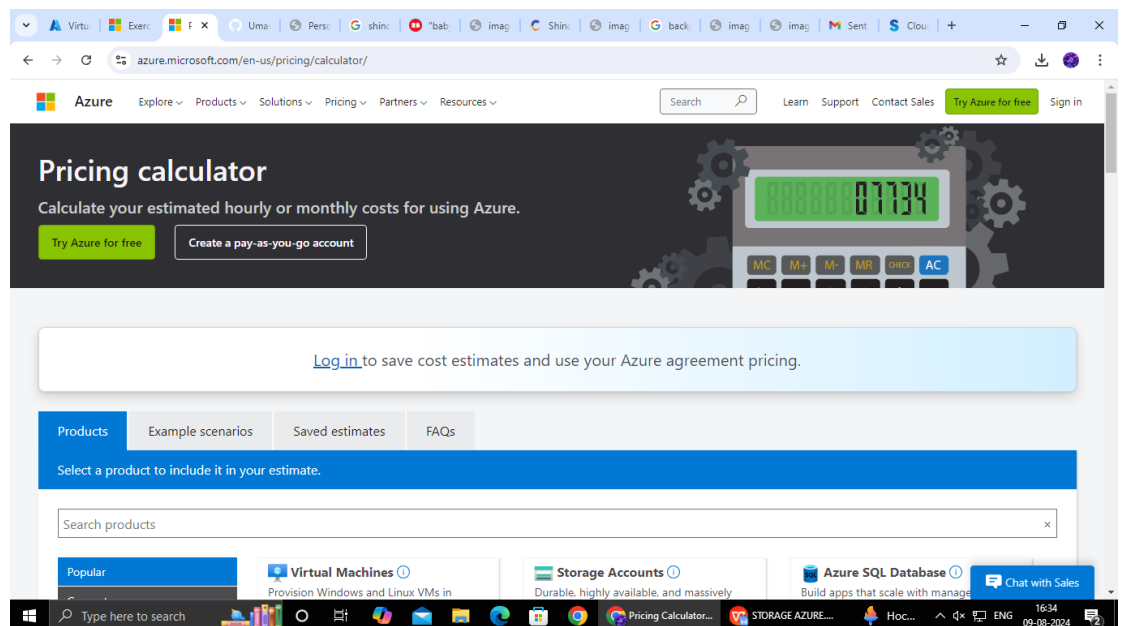 Virtu
Exerc
F
Uma
Perso
shinc
"bab
imag
Shinc
imag
back
imag
imag
Sent
Clou
azure.microsoft.com/en-us/pricing/calculator/
Azure Explore Products Solutions Pricing Partners Resources Search Learn Support Contact Sales Try Azure for free Sign in
Pricing calculator
Calculate your estimated hourly or monthly costs for using Azure.
Try Azure for free Create a pay-as-you-go account
07734
MC M+ M- MR CHECK AC
Log in to save cost estimates and use your Azure agreement pricing.
Products Example scenarios Saved estimates FAQs
Select a product to include it in your estimate.
Search products
Popular
Virtual Machines
Provision Windows and Linux VMs in
Storage Accounts
Durable, highly available, and massively
Azure SQL Database
Build apps that scale with manage
Chat with Sales
Type here to search
Pricing Calculator...
STORAGE AZURE....
Hoc...
ENG
16:34
09-08-2024
2